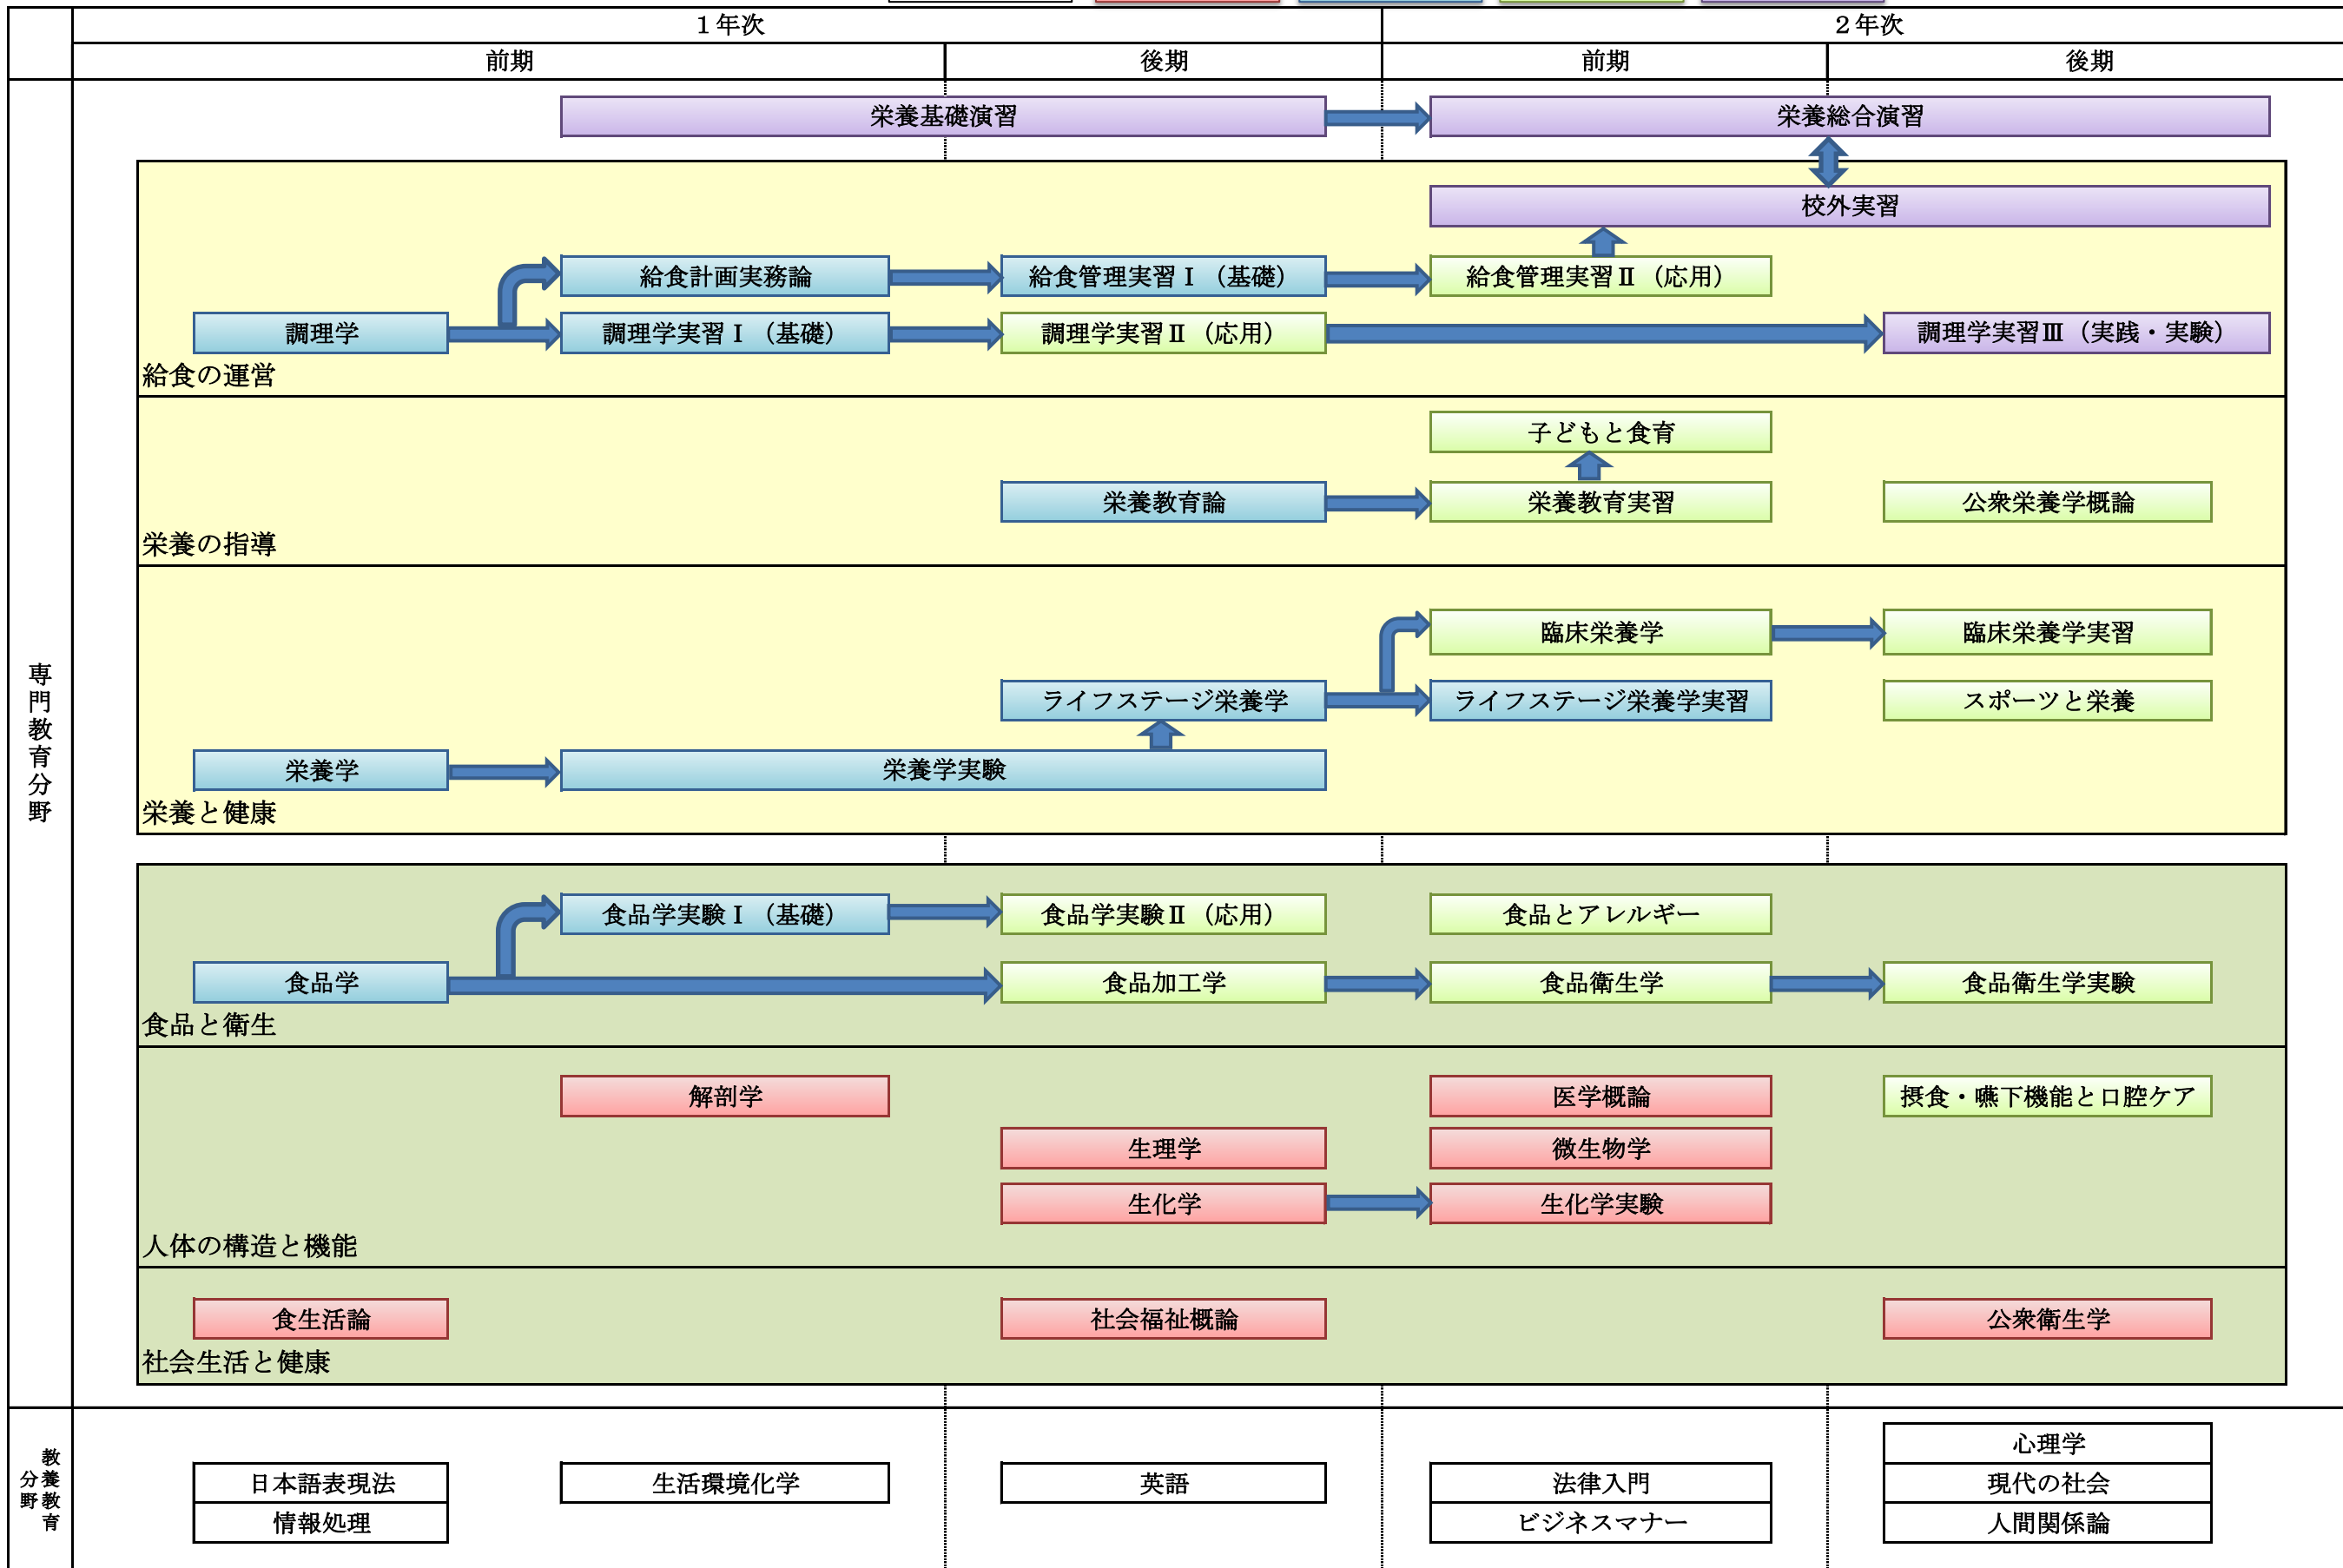 １年次
２年次
前期
後期
前期
後期
専門教育分野
栄養基礎演習
栄養総合演習
校外実習
給食計画実務論
給食管理実習Ⅰ（基礎）
給食管理実習Ⅱ（応用）
調理学
調理学実習Ⅰ（基礎）
調理学実習Ⅱ（応用）
調理学実習Ⅲ（実践・実験）
給食の運営
子どもと食育
栄養教育論
栄養教育実習
公衆栄養学概論
栄養の指導
臨床栄養学
臨床栄養学実習
ライフステージ栄養学
ライフステージ栄養学実習
スポーツと栄養
栄養学
栄養学実験
栄養と健康
食品学実験Ⅰ（基礎）
食品学実験Ⅱ（応用）
食品とアレルギー
食品学
食品加工学
食品衛生学
食品衛生学実験
食品と衛生
解剖学
医学概論
摂食・嚥下機能と口腔ケア
生理学
微生物学
生化学
生化学実験
人体の構造と機能
食生活論
社会福祉概論
公衆衛生学
社会生活と健康
教養教育
分野
心理学
日本語表現法
生活環境化学
英語
法律入門
現代の社会
情報処理
ビジネスマナー
人間関係論